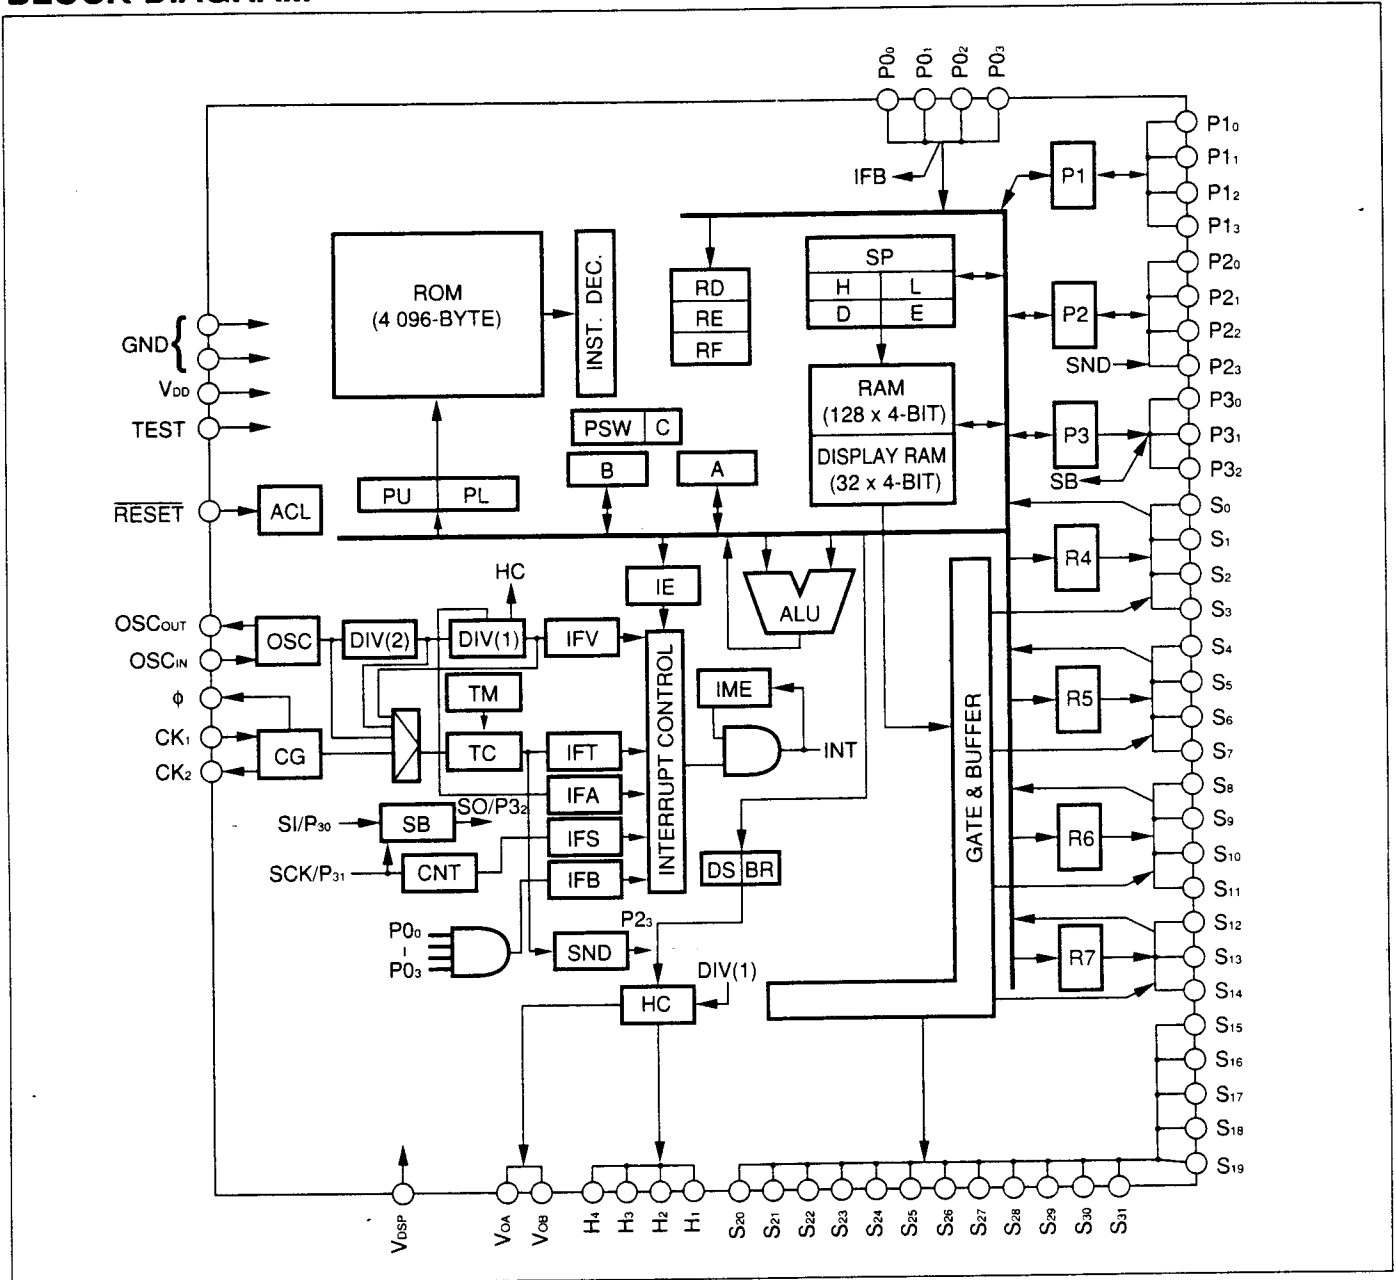 BLOCK DIAGRAM
P0₀ P0₁ P0₂ P0₃
IFB
P1
P1₀
P1₁
P1₂
P1₃
ROM
(4 096-BYTE)
INST. DEC.
RD
RE
RF
SP
H L
D E
P2
P2₀
P2₁
P2₂
P2₃
SND
GND
V_DD
TEST
RAM
(128 x 4-BIT)
DISPLAY RAM
(32 x 4-BIT)
P3
P3₀
P3₁
P3₂
SB
PSW C
B
A
PU PL
RESET
ACL
R4
S₀
S₁
S₂
S₃
HC
IE
ALU
OSC_OUT
OSC_IN
OSC
DIV(2)
DIV(1)
IFV
INTERRUPT CONTROL
GATE & BUFFER
R5
S₄
S₅
S₆
S₇
φ
CK₁
CK₂
CG
TM
TC
IFT
IFA
IFS
IFB
IME
INT
SI/P₃₀
SB
SO/P3₂
SCK/P₃₁
CNT
DS BR
R6
S₈
S₉
S₁₀
S₁₁
P0₀
P0₃
SND
P2₃
DIV(1)
HC
R7
S₁₂
S₁₃
S₁₄
S₁₅
S₁₆
S₁₇
S₁₈
S₁₉
V_DSP
V_OA
V_OB
H₄ H₃ H₂ H₁
S₂₀ S₂₁ S₂₂ S₂₃ S₂₄ S₂₅ S₂₆ S₂₇ S₂₈ S₂₉ S₃₀ S₃₁